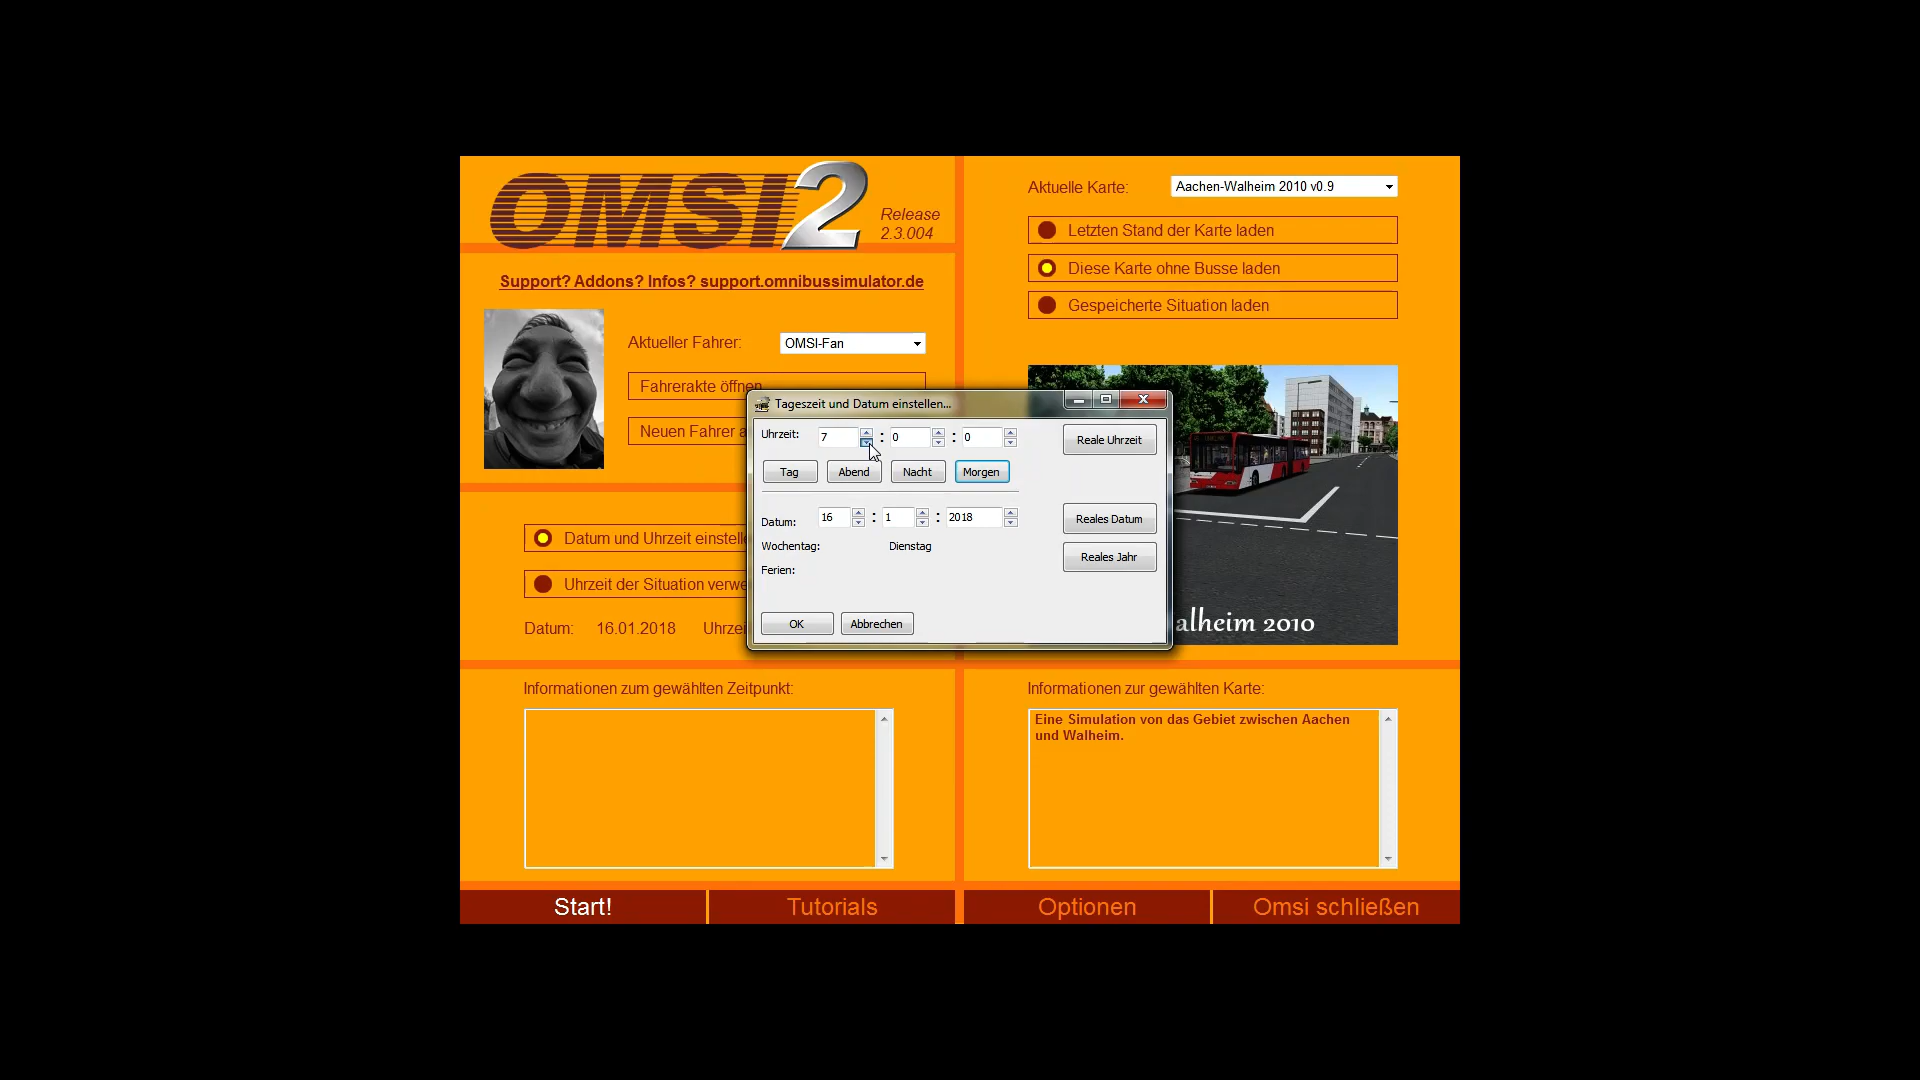 OMSI2
Release
2.3.004
Support? Addons? Infos? support.omnibussimulator.de
Aktueller Fahrer:
OMSI-Fan
Fahrerakte öffnen
Neuen Fahrer a
Datum und Uhrzeit einstelle
Uhrzeit der Situation verwe
Datum: 16.01.2018 Uhrzei
Informationen zum gewählten Zeitpunkt:
Aktuelle Karte:
Aachen-Walheim 2010 v0.9
Letzten Stand der Karte laden
Diese Karte ohne Busse laden
Gespeicherte Situation laden
alheim 2010
Informationen zur gewählten Karte:
Eine Simulation von das Gebiet zwischen Aachen
und Walheim.
Tageszeit und Datum einstellen...
Uhrzeit: 7 : 0 : 0
Reale Uhrzeit
Tag Abend Nacht Morgen
Datum: 16 : 1 : 2018
Reales Datum
Wochentag: Dienstag
Reales Jahr
Ferien:
OK Abbrechen
Start! Tutorials Optionen Omsi schließen